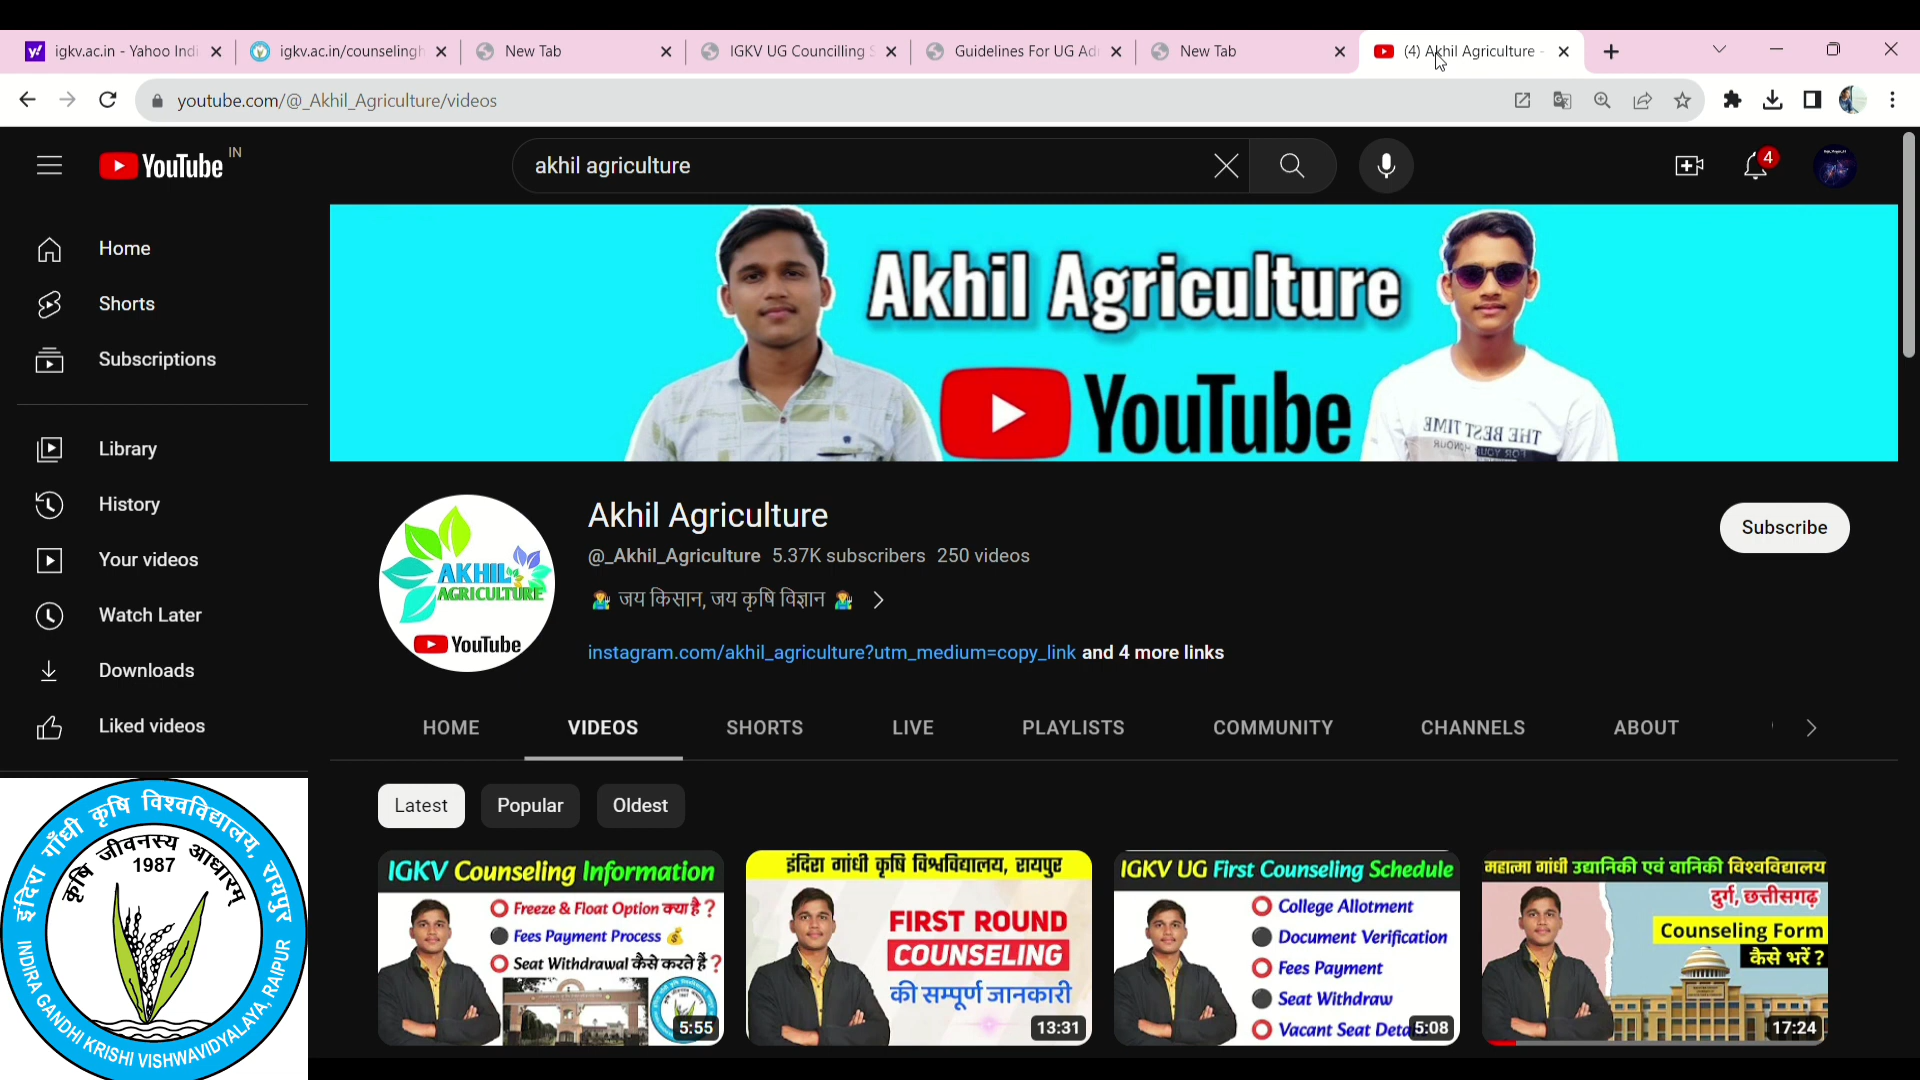 igkv.ac.in - Yahoo Indi
igkv.ac.in/counselingh
New Tab
IGKV UG Councilling S
Guidelines For UG Ad
New Tab
(4) Akhil Agriculture -
youtube.com/@_Akhil_Agriculture/videos
YouTube IN
akhil agriculture
4
Home
Shorts
Subscriptions
Library
History
Your videos
Watch Later
Downloads
Liked videos
Akhil Agriculture
YouTube
THE BEST TIME
AKHIL
AGRICULTURE
YouTube
Akhil Agriculture
@_Akhil_Agriculture 5.37K subscribers 250 videos
जय किसान, जय कृषि विज्ञान
instagram.com/akhil_agriculture?utm_medium=copy_link and 4 more links
Subscribe
HOME VIDEOS SHORTS LIVE PLAYLISTS COMMUNITY CHANNELS ABOUT
Latest Popular Oldest
IGKV Counseling Information
Freeze & Float Option क्या है ?
Fees Payment Process
Seat Withdrawal कैसे करते हैं ?
5:55
इंदिरा गांधी कृषि विश्वविद्यालय, रायपुर
FIRST ROUND
COUNSELING
की सम्पूर्ण जानकारी
13:31
IGKV UG First Counseling Schedule
College Allotment
Document Verification
Fees Payment
Seat Withdraw
Vacant Seat Deta
5:08
महात्मा गांधी उद्यानिकी एवं वानिकी विश्वविद्यालय
दुर्ग, छत्तीसगढ़
Counseling Form
कैसे भरें ?
17:24
इंदिरा गाँधी कृषि विश्वविद्यालय, रायपुर
कृषि जीवनस्य आधारम्
1987
INDIRA GANDHI KRISHI VISHWAVIDYALAYA, RAIPUR